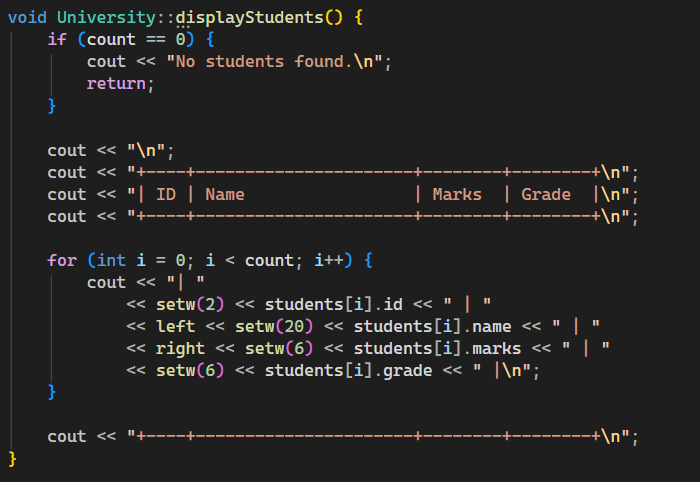 void University::displayStudents() {
    if (count == 0) {
        cout << "No students found.\n";
        return;
    }

    cout << "\n";
    cout << "+----+----------------------+--------+--------+\n";
    cout << "| ID | Name                 | Marks  | Grade  |\n";
    cout << "+----+----------------------+--------+--------+\n";

    for (int i = 0; i < count; i++) {
        cout << "| "
            << setw(2) << students[i].id << " | "
            << left << setw(20) << students[i].name << " | "
            << right << setw(6) << students[i].marks << " | "
            << setw(6) << students[i].grade << " |\n";
    }

    cout << "+----+----------------------+--------+--------+\n";
}